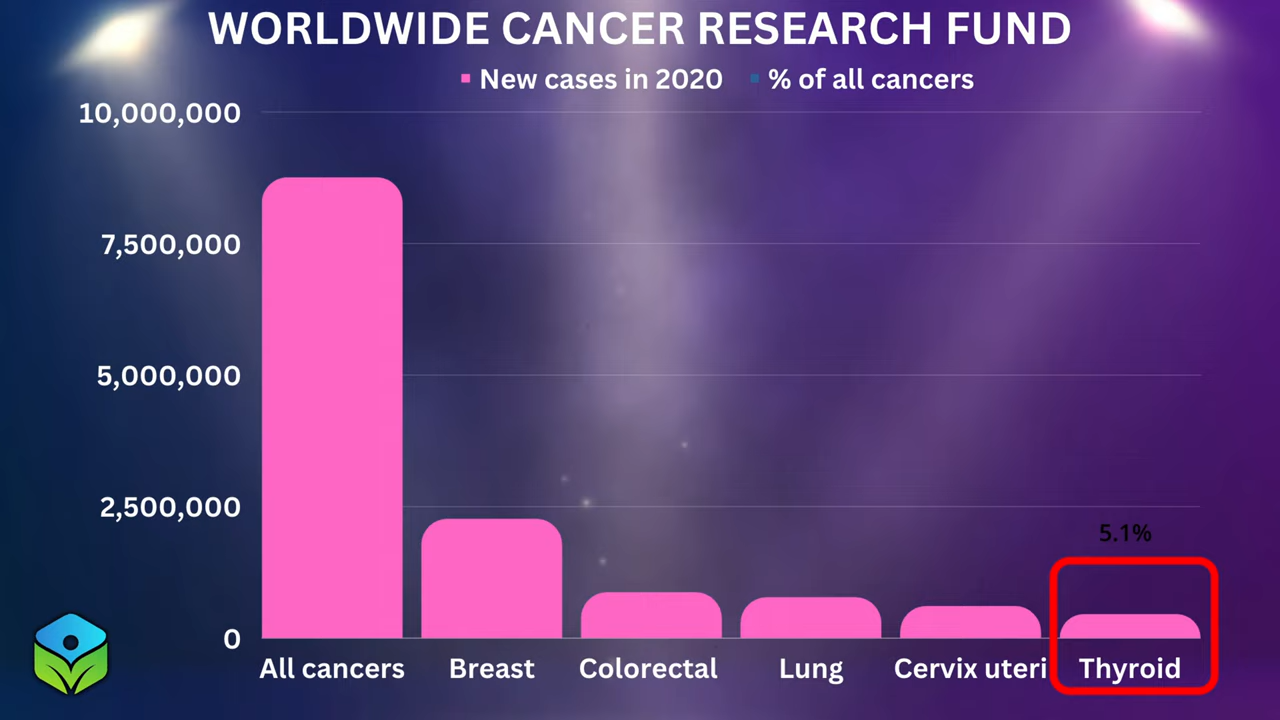 WORLDWIDE CANCER RESEARCH FUND
New cases in 2020 % of all cancers
10,000,000
7,500,000
5,000,000
2,500,000
5.1%
0
All cancers Breast Colorectal Lung Cervix uteri Thyroid